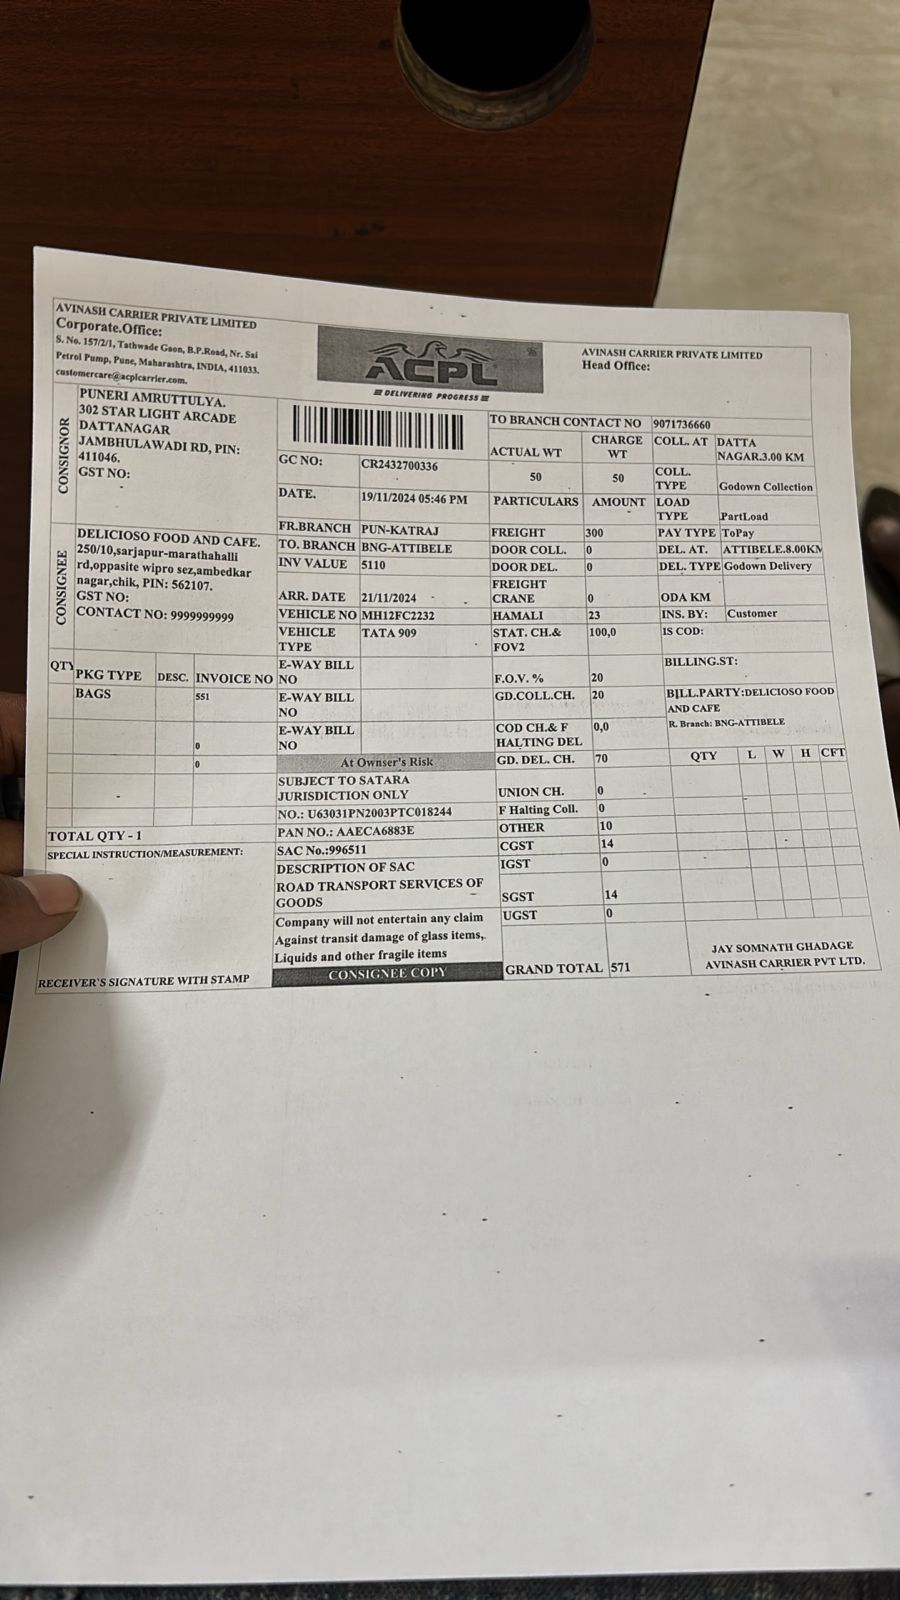 AVINASH CARRIER PRIVATE LIMITED
Corporate.Office:
S. No. 157/2/1, Tathwade Gaon, B.P.Road, Nr. Sai
Petrol Pump, Pune, Maharashtra, INDIA, 411033.
customercare@acplcarrier.com.
ACPL
DELIVERING PROGRESS
AVINASH CARRIER PRIVATE LIMITED
Head Office:
CONSIGNOR
PUNERI AMRUTTULYA.
302 STAR LIGHT ARCADE
DATTANAGAR
JAMBHULAWADI RD, PIN:
411046.
GST NO:
CONSIGNEE
DELICIOSO FOOD AND CAFE.
250/10,sarjapur-marathahalli
rd,oppasite wipro sez,ambedkar
nagar,chik, PIN: 562107.
GST NO:
CONTACT NO: 9999999999
QTY PKG TYPE DESC. INVOICE NO
BAGS 551
0
0
TOTAL QTY - 1
SPECIAL INSTRUCTION/MEASUREMENT:
RECEIVER'S SIGNATURE WITH STAMP
GC NO: CR2432700336
DATE. 19/11/2024 05:46 PM
FR.BRANCH PUN-KATRAJ
TO. BRANCH BNG-ATTIBELE
INV VALUE 5110
ARR. DATE 21/11/2024
VEHICLE NO MH12FC2232
VEHICLE TYPE TATA 909
E-WAY BILL NO
E-WAY BILL NO
E-WAY BILL NO
At Ownser's Risk
SUBJECT TO SATARA
JURISDICTION ONLY
NO.: U63031PN2003PTC018244
PAN NO.: AAECA6883E
SAC No.:996511
DESCRIPTION OF SAC
ROAD TRANSPORT SERVICES OF
GOODS
Company will not entertain any claim
Against transit damage of glass items,.
Liquids and other fragile items
CONSIGNEE COPY
TO BRANCH CONTACT NO 9071736660
ACTUAL WT CHARGE WT
50 50
PARTICULARS AMOUNT
FREIGHT 300
DOOR COLL. 0
DOOR DEL. 0
FREIGHT CRANE 0
HAMALI 23
STAT. CH.& FOV2 100,0
F.O.V. % 20
GD.COLL.CH. 20
COD CH.& F HALTING DEL 0,0
GD. DEL. CH. 70
UNION CH. 0
F Halting Coll. 0
OTHER 10
CGST 14
IGST 0
SGST 14
UGST 0
GRAND TOTAL 571
COLL. AT DATTA NAGAR.3.00 KM
COLL. TYPE Godown Collection
LOAD TYPE PartLoad
PAY TYPE ToPay
DEL. AT. ATTIBELE.8.00KM
DEL. TYPE Godown Delivery
ODA KM
INS. BY: Customer
IS COD:
BILLING.ST:
BILL.PARTY:DELICIOSO FOOD
AND CAFE
R. Branch: BNG-ATTIBELE
QTY L W H CFT
JAY SOMNATH GHADAGE
AVINASH CARRIER PVT LTD.